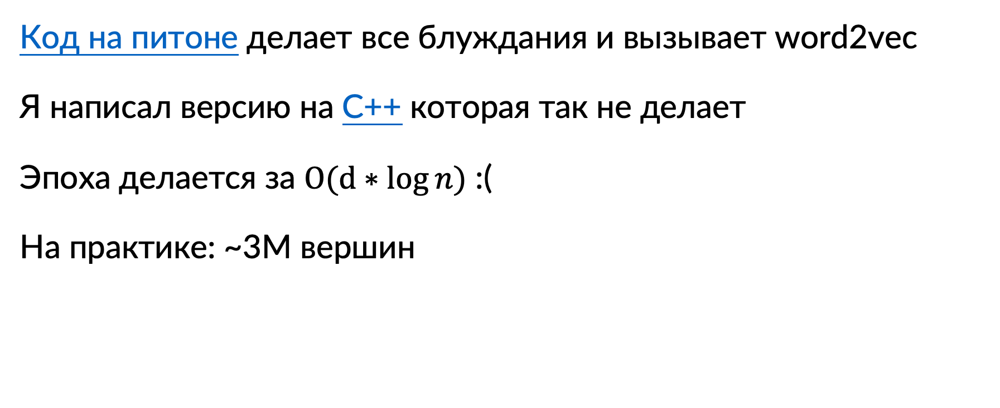 Код на питоне делает все блуждания и вызывает word2vec
Я написал версию на C++ которая так не делает
Эпоха делается за O(d ∗ log n) :(
На практике: ~3M вершин